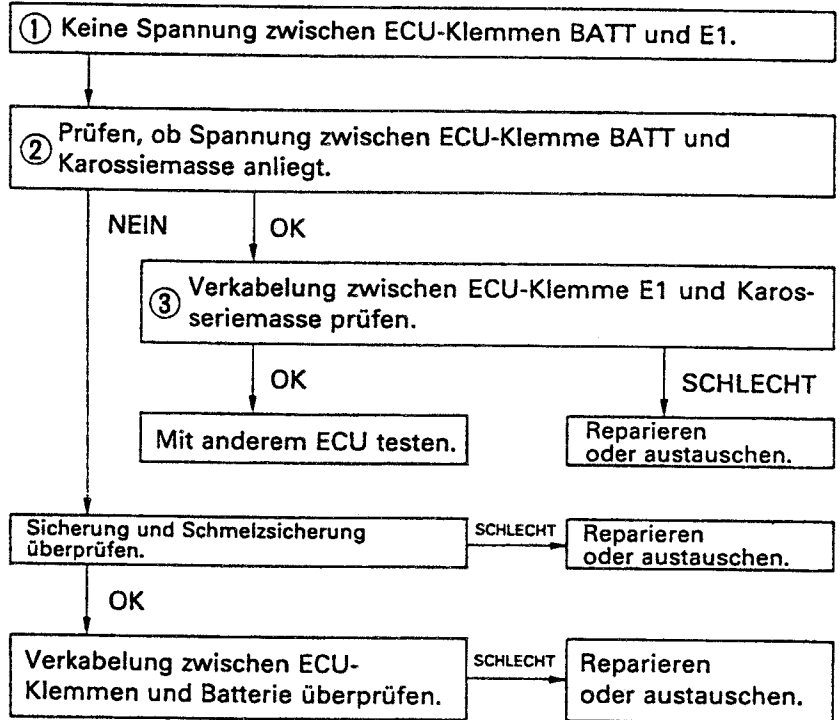 ① Keine Spannung zwischen ECU-Klemmen BATT und E1.
② Prüfen, ob Spannung zwischen ECU-Klemme BATT und
Karossiemasse anliegt.
NEIN
OK
③ Verkabelung zwischen ECU-Klemme E1 und Karos-
seriemasse prüfen.
OK
SCHLECHT
Mit anderem ECU testen.
Reparieren
oder austauschen.
Sicherung und Schmelzsicherung
überprüfen.
SCHLECHT
Reparieren
oder austauschen.
OK
Verkabelung zwischen ECU-
Klemmen und Batterie überprüfen.
SCHLECHT
Reparieren
oder austauschen.